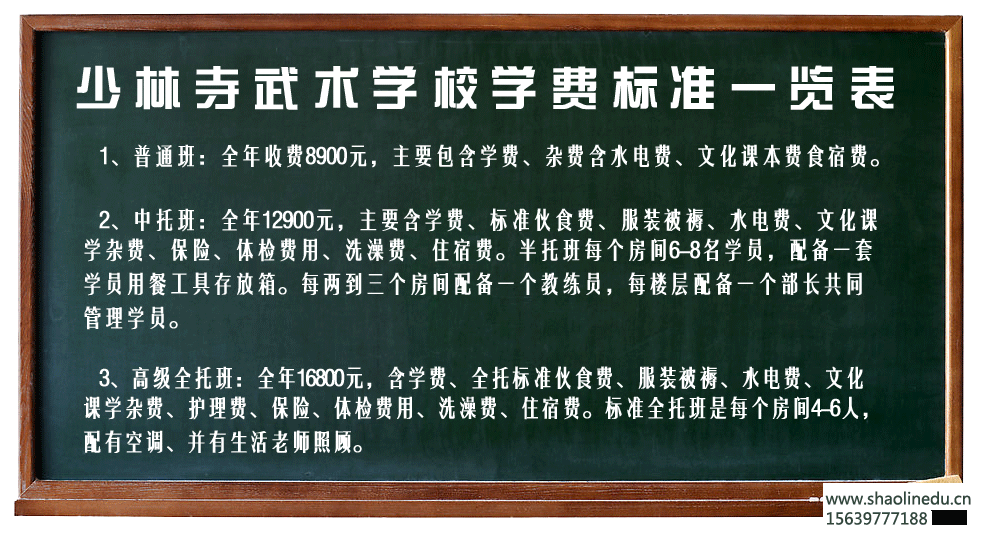 少林寺武术学校学费标准一览表
1、普通班：全年收费8900元，主要包含学费、杂费含水电费、文化课本费食宿费。
2、中托班：全年12900元，主要含学费、标准伙食费、服装被褥、水电费、文化课
学杂费、保险、体检费用、洗澡费、住宿费。半托班每个房间6-8名学员，配备一套
学员用餐工具存放箱。每两到三个房间配备一个教练员，每楼层配备一个部长共同
管理学员。
3、高级全托班：全年16800元，含学费、全托标准伙食费、服装被褥、水电费、文化
课学杂费、护理费、保险、体检费用、洗澡费、住宿费。标准全托班是每个房间4-6人，
配有空调、并有生活老师照顾。
www.shaolinedu.cn
15639777188